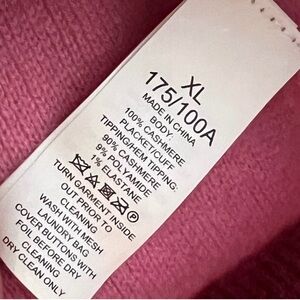 XL
175/100A
MADE IN CHINA
BODY:
100% CASHMERE
PLACKET/CUFF
TIPPING/HEM TIPPING:
90% CASHMERE
9% POLYAMIDE
1% ELASTANE
TURN GARMENT INSIDE
OUT PRIOR TO
CLEANING
WASH WITH MESH
LAUNDRY BAG
COVER BUTTONS WITH
FOIL BEFORE DRY
CLEANING
DRY CLEAN ONLY